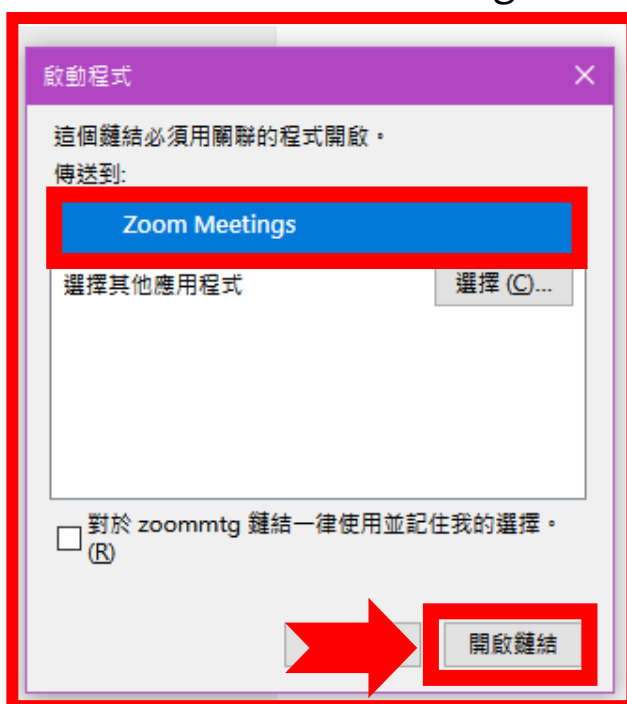 啟動程式
這個鏈結必須用關聯的程式開啟。
傳送到:
Zoom Meetings
選擇其他應用程式
選擇 (C)...
對於 zoommtg 鏈結一律使用並記住我的選擇。
(R)
開啟鏈結